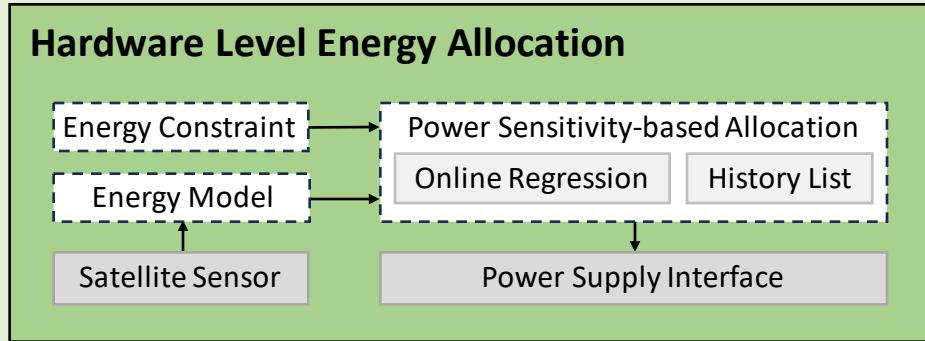 Hardware Level Energy Allocation
Energy Constraint
Power Sensitivity-based Allocation
Online Regression
History List
Energy Model
Satellite Sensor
Power Supply Interface